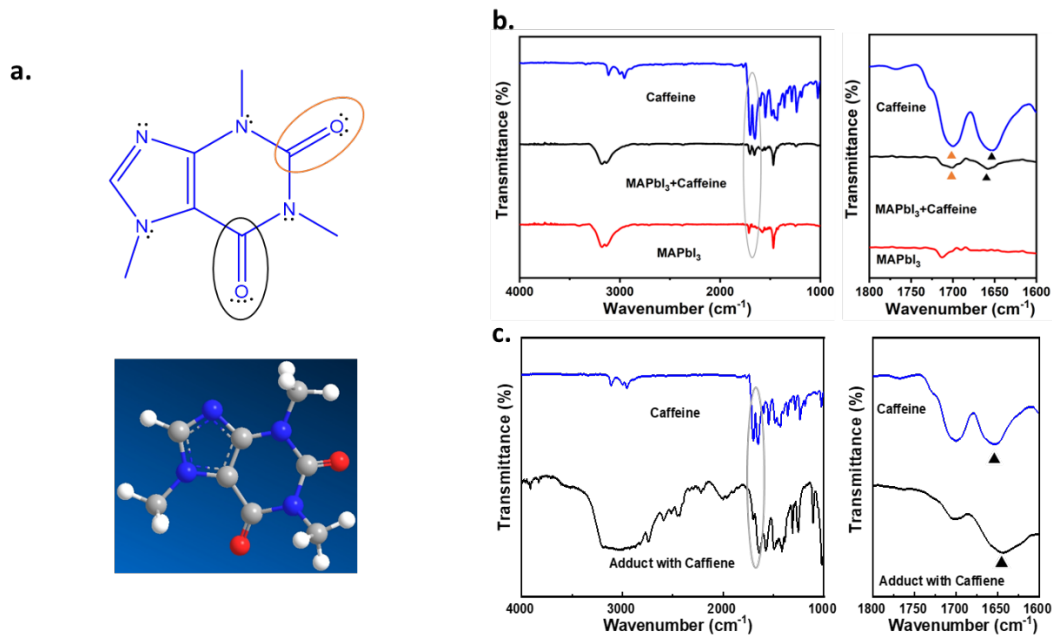 a.
N
N
O
N
N
O
b.
Transmittance (%)
Caffeine
MAPbI₃+Caffeine
MAPbI₃
4000 3000 2000 1000
Wavenumber (cm⁻¹)
Transmittance (%)
Caffeine
MAPbI₃+Caffeine
MAPbI₃
1800 1750 1700 1650 1600
Wavenumber (cm⁻¹)
c.
Transmittance (%)
Caffeine
Adduct with Caffiene
4000 3000 2000 1000
Wavenumber (cm⁻¹)
Transmittance (%)
Caffeine
Adduct with Caffiene
1800 1750 1700 1650 1600
Wavenumber (cm⁻¹)